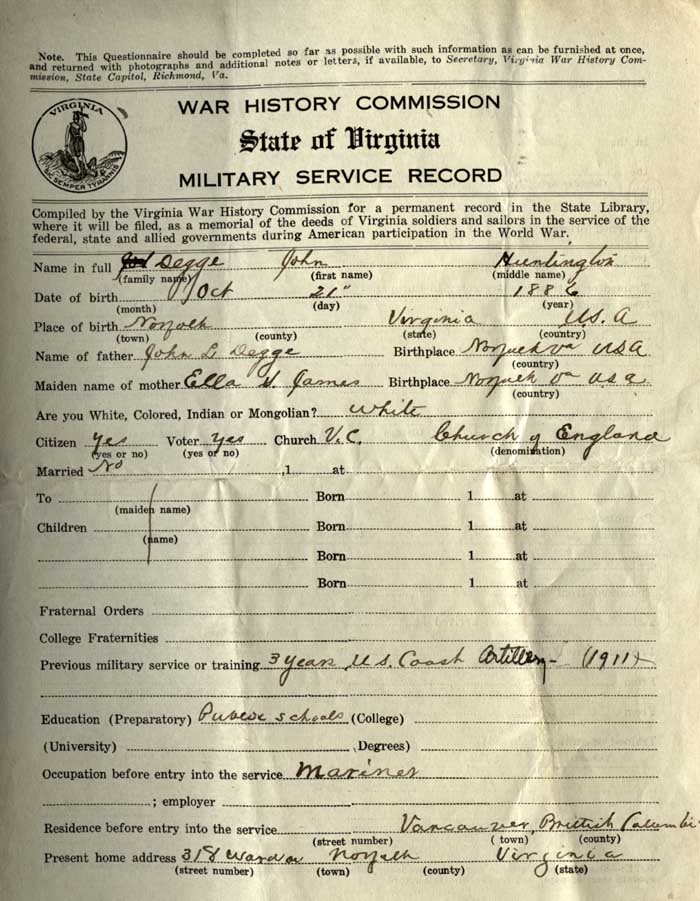 Note. This Questionnaire should be completed so far as possible with such information as can be furnished at once,
and returned with photographs and additional notes or letters, if available, to Secretary, Virginia War History Com-
mission, State Capitol, Richmond, Va.
VIRGINIA
SIC SEMPER TYRANNIS
WAR HISTORY COMMISSION
State of Virginia
MILITARY SERVICE RECORD
Compiled by the Virginia War History Commission for a permanent record in the State Library,
where it will be filed, as a memorial of the deeds of Virginia soldiers and sailors in the service of the
federal, state and allied governments during American participation in the World War.
Name in full Degge John Huntington
(family name) (first name) (middle name)
Date of birth Oct 21" 1886
(month) (day) (year)
Place of birth Norfolk Virginia U.S.A
(town) (county) (state) (country)
Name of father John L Degge Birthplace Norfolk Va USA
(country)
Maiden name of mother Ella V. James Birthplace Norfolk Va USA
(country)
Are you White, Colored, Indian or Mongolian? White
Citizen Yes Voter Yes Church Church of England
(yes or no) (yes or no) (denomination)
Married No ,1 at
To Born 1 at
(maiden name)
Children Born 1 at
(name)
Born 1 at
Born 1 at
Fraternal Orders
College Fraternities
Previous military service or training 3 years U.S. Coast Artillery - (1911)
Education (Preparatory) Public Schools (College)
(University) , Degrees)
Occupation before entry into the service Mariner
; employer
Residence before entry into the service Vancouver, British Columbi
(street number) (town) (county)
Present home address 318 Norfolk Virginia
(street number) (town) (county) (state)